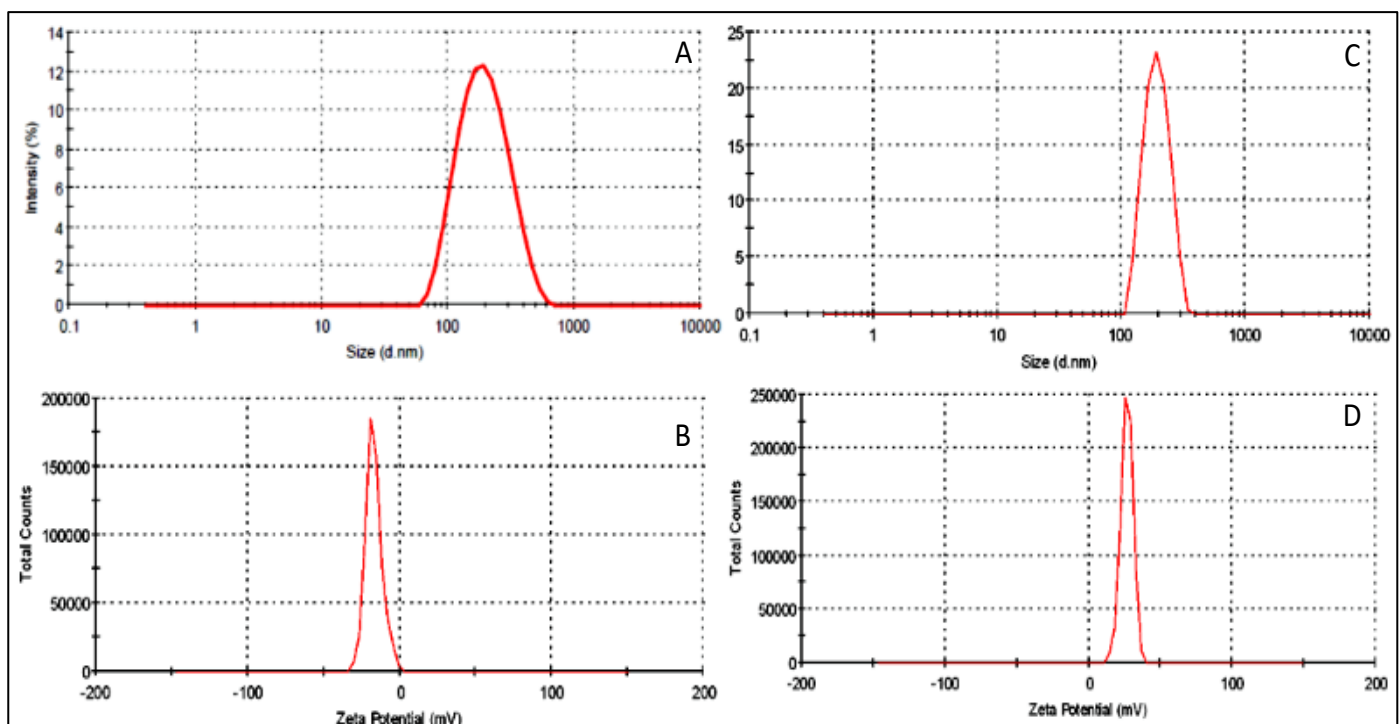 A
14
12
10
8
6
4
2
0
Intensity (%)
0.1 1 10 100 1000 10000
Size (d.nm)
C
25
20
15
10
5
0
0.1 1 10 100 1000 10000
Size (d.nm)
B
200000
150000
100000
50000
0
Total Counts
-200 -100 0 100 200
Zeta Potential (mV)
D
250000
200000
150000
100000
50000
0
Total Counts
-200 -100 0 100 200
Zeta Potential (mV)